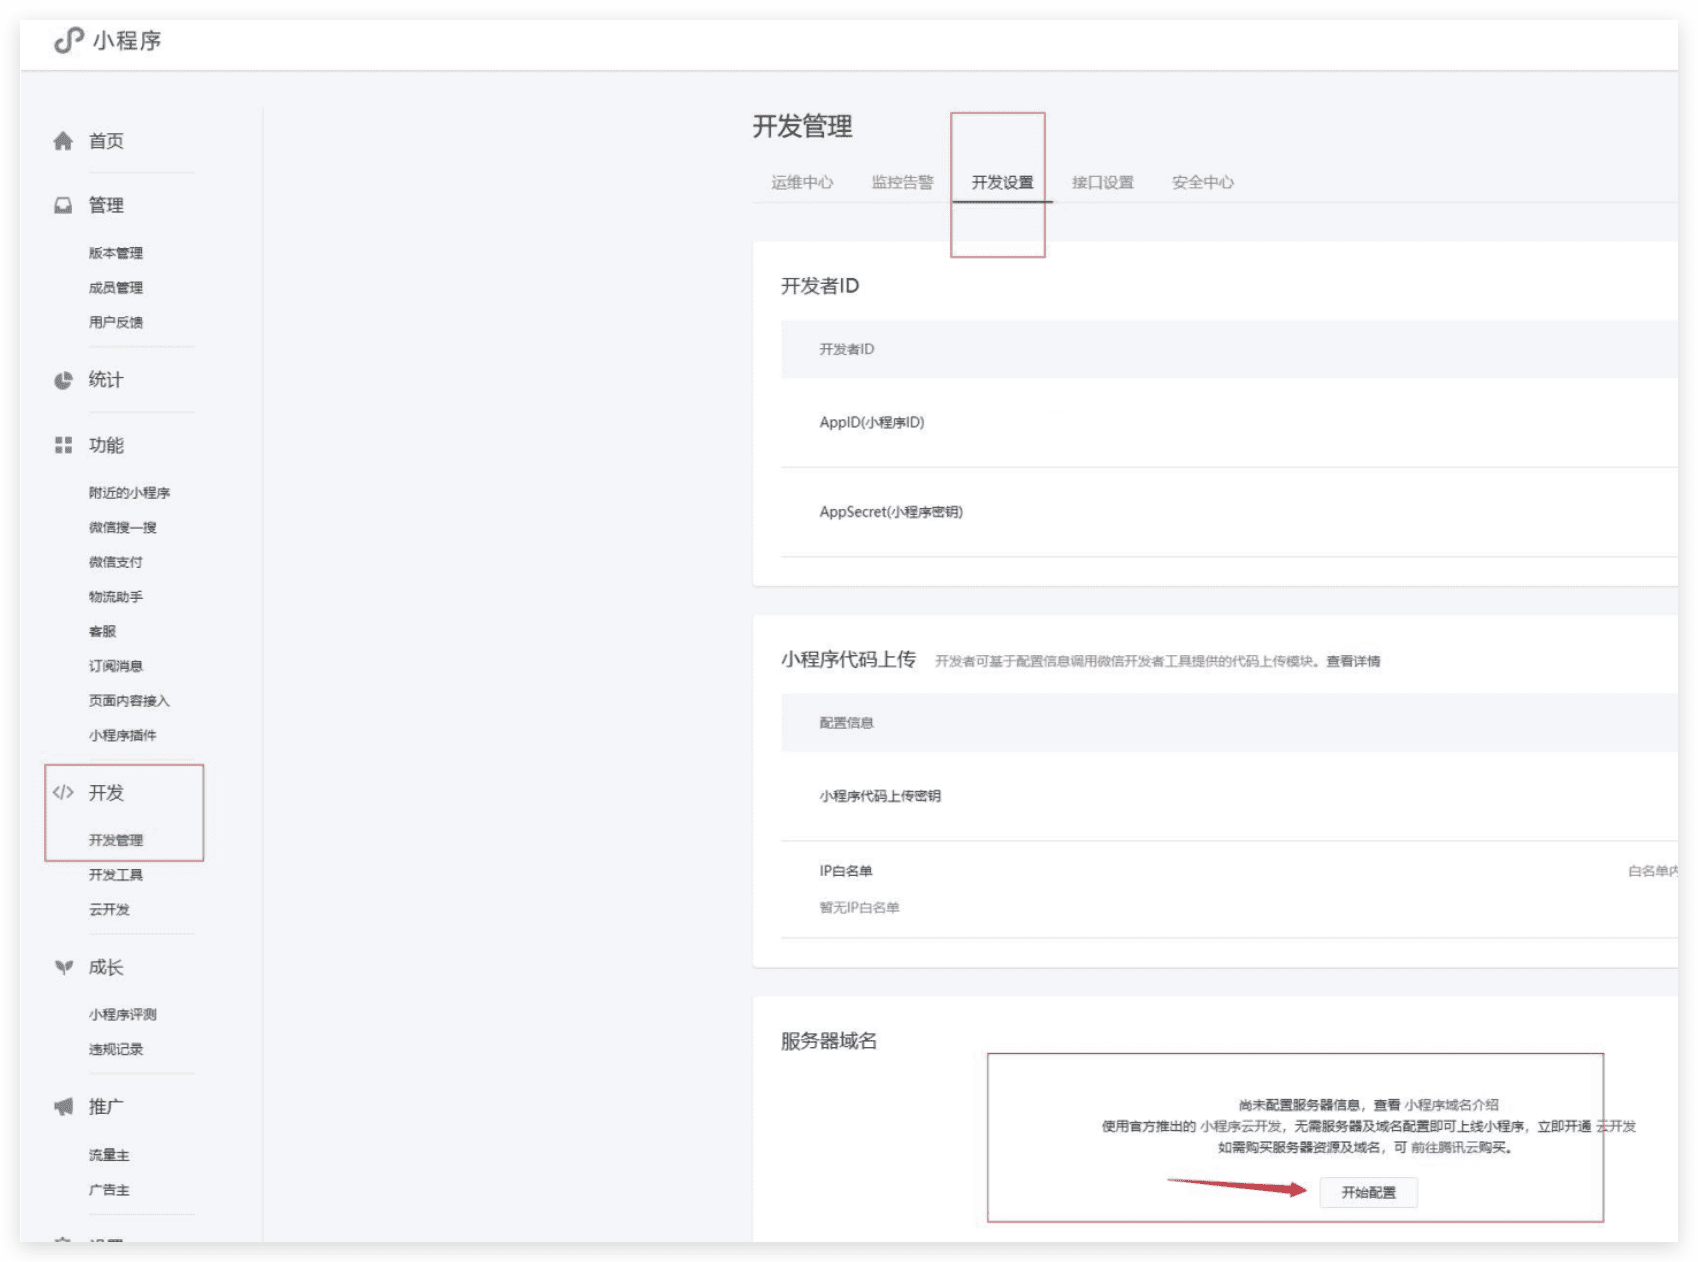 小程序
首页
管理
版本管理
成员管理
用户反馈
统计
功能
附近的小程序
微信搜一搜
微信支付
物流助手
客服
订阅消息
页面内容接入
小程序插件
</> 开发
开发管理
开发工具
云开发
成长
小程序评测
违规记录
推广
流量主
广告主
开发管理
运维中心 监控告警 开发设置 接口设置 安全中心
开发者ID
开发者ID
AppID(小程序ID)
AppSecret(小程序密钥)
小程序代码上传 开发者可基于配置信息调用微信开发者工具提供的代码上传模块。查看详情
配置信息
小程序代码上传密钥
IP白名单 白名单内
暂无IP白名单
服务器域名
尚未配置服务器信息，查看 小程序域名介绍
使用官方推出的 小程序云开发，无需服务器及域名配置即可上线小程序，立即开通 云开发
如需购买服务器资源及域名，可 前往腾讯云购买。
开始配置